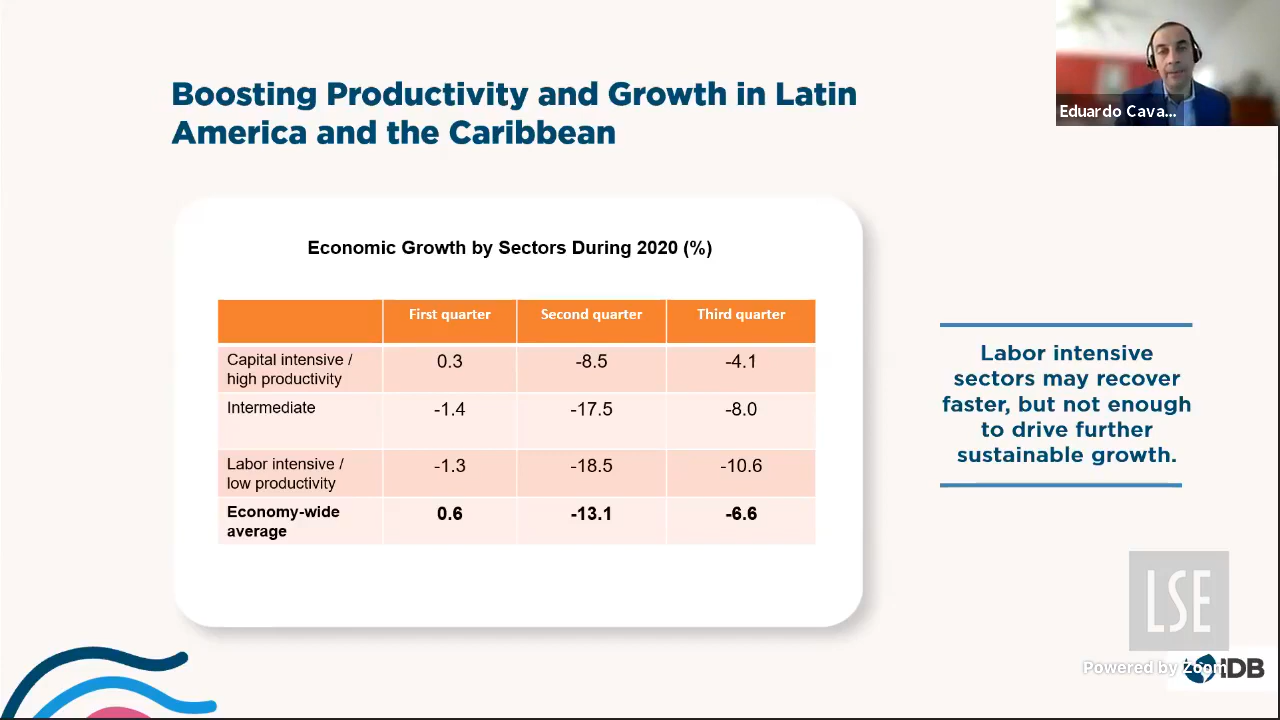 Boosting Productivity and Growth in Latin
America and the Caribbean
Eduardo Cava...
Economic Growth by Sectors During 2020 (%)
First quarter Second quarter Third quarter
Capital intensive /
high productivity 0.3 -8.5 -4.1
Intermediate -1.4 -17.5 -8.0
Labor intensive /
low productivity -1.3 -18.5 -10.6
Economy-wide
average 0.6 -13.1 -6.6
Labor intensive
sectors may recover
faster, but not enough
to drive further
sustainable growth.
LSE
Powered by Zoom
IDB